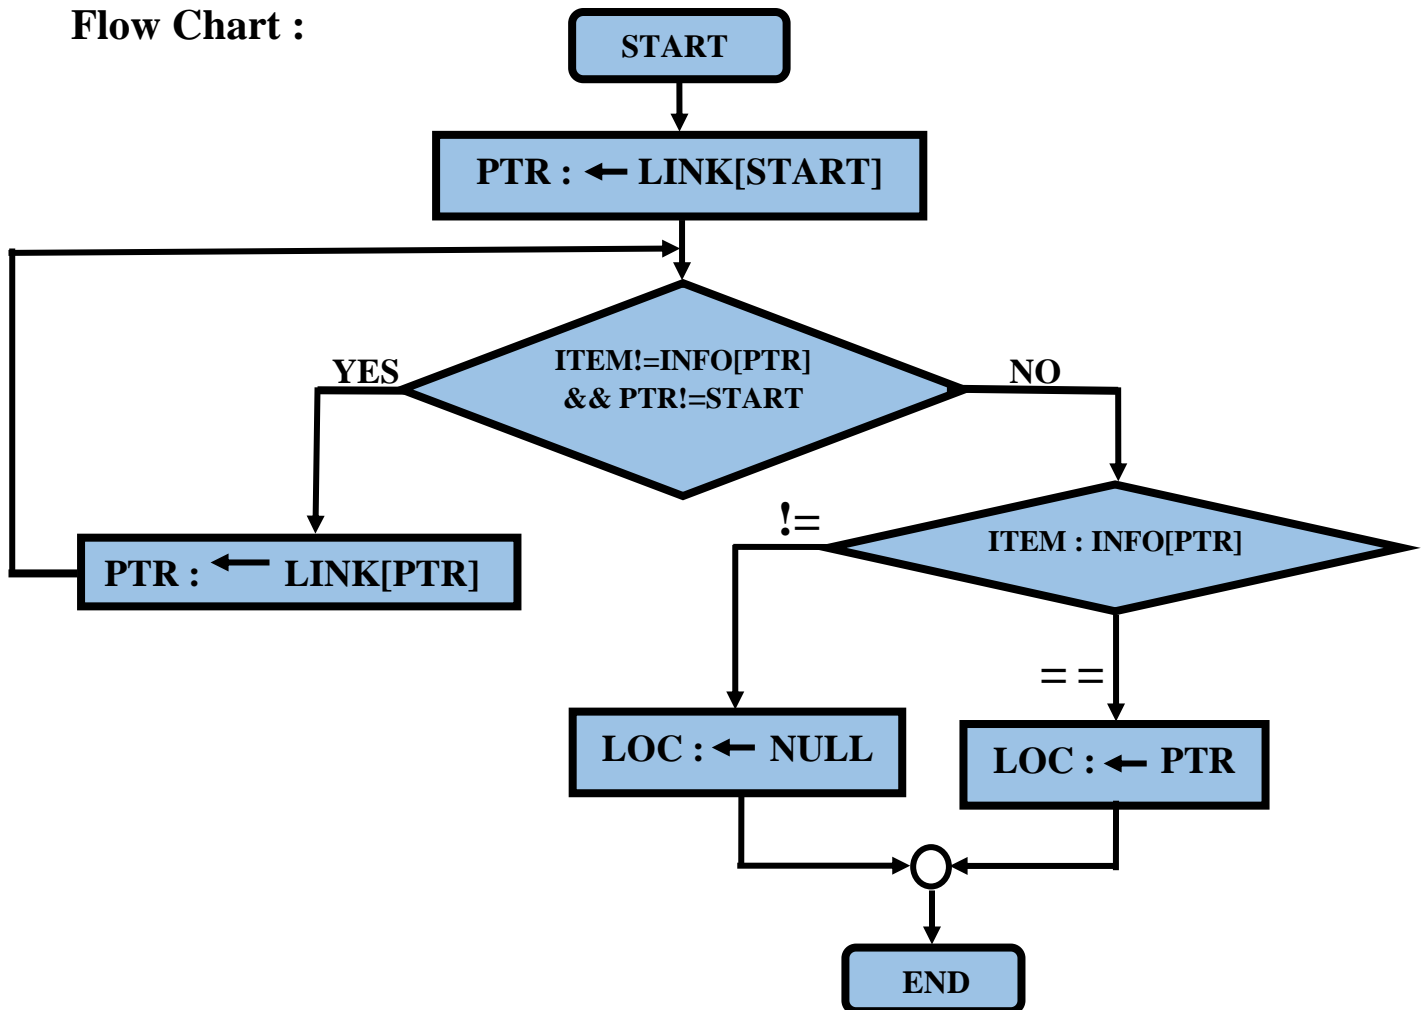 Flow Chart :
START
PTR : ← LINK[START]
YES
ITEM!=INFO[PTR]
&& PTR!=START
NO
!=
ITEM : INFO[PTR]
PTR : ← LINK[PTR]
==
LOC : ← NULL
LOC : ← PTR
END